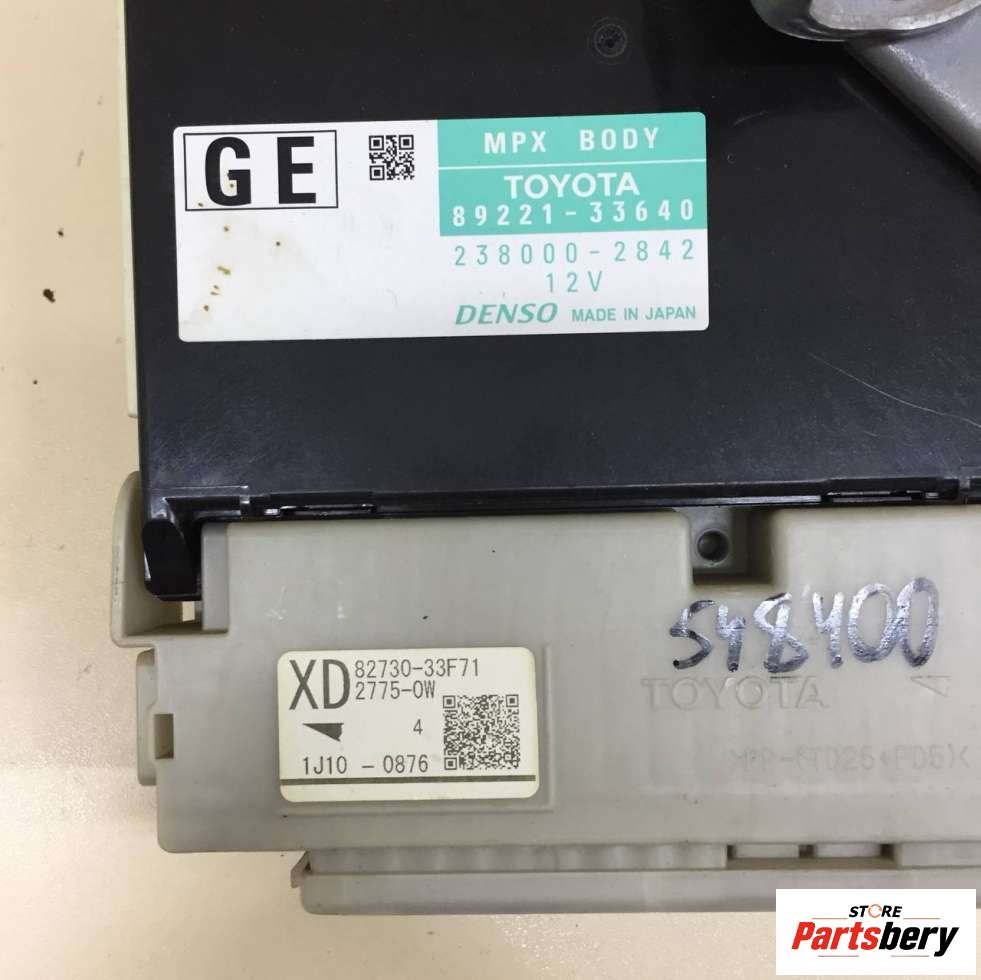 GE
MPX BODY
TOYOTA
89221-33640
238000-2842
12V
DENSO MADE IN JAPAN
548400
TOYOTA
XD 82730-33F71
2775-0W
4
1J10 - 0876
STORE
Partsbery